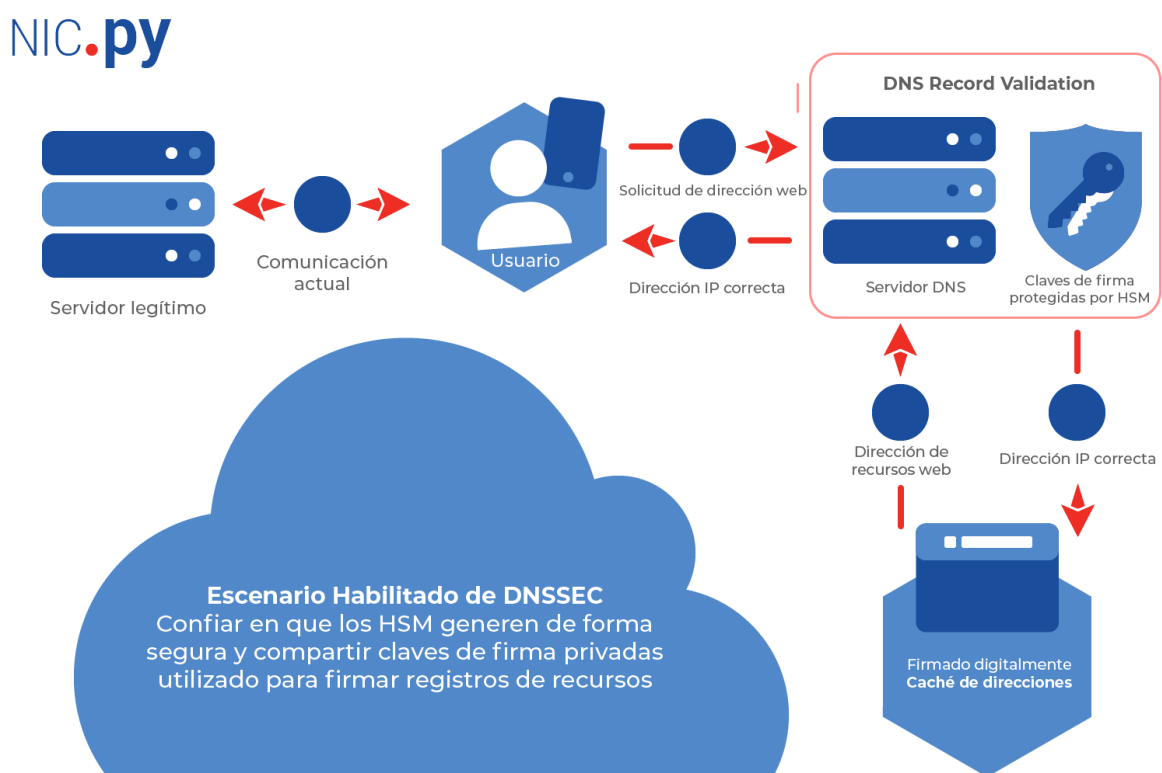 NIC.py
DNS Record Validation
Solicitud de dirección web
Usuario
Comunicación
actual
Servidor legítimo
Dirección IP correcta
Servidor DNS
Claves de firma
protegidas por HSM
Dirección de
recursos web
Dirección IP correcta
Escenario Habilitado de DNSSEC
Confiar en que los HSM generen de forma
segura y compartir claves de firma privadas
utilizado para firmar registros de recursos
Firmado digitalmente
Caché de direcciones